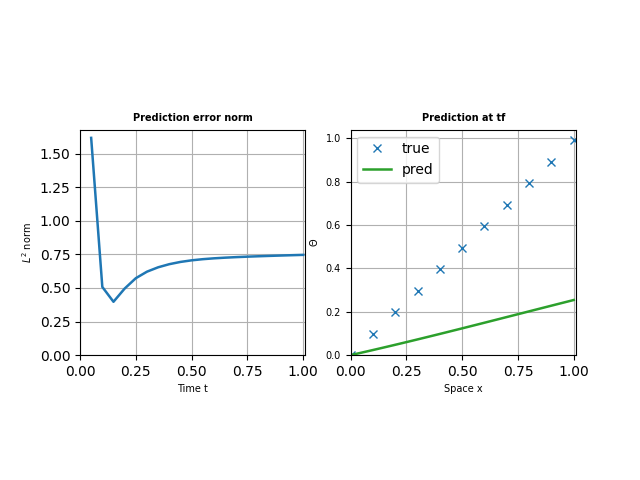 Prediction error norm
L² norm
1.50
1.25
1.00
0.75
0.50
0.25
0.00
0.00 0.25 0.50 0.75 1.00
Time t
Prediction at tf
Θ
1.0
0.8
0.6
0.4
0.2
0.0
true
pred
0.00 0.25 0.50 0.75 1.00
Space x